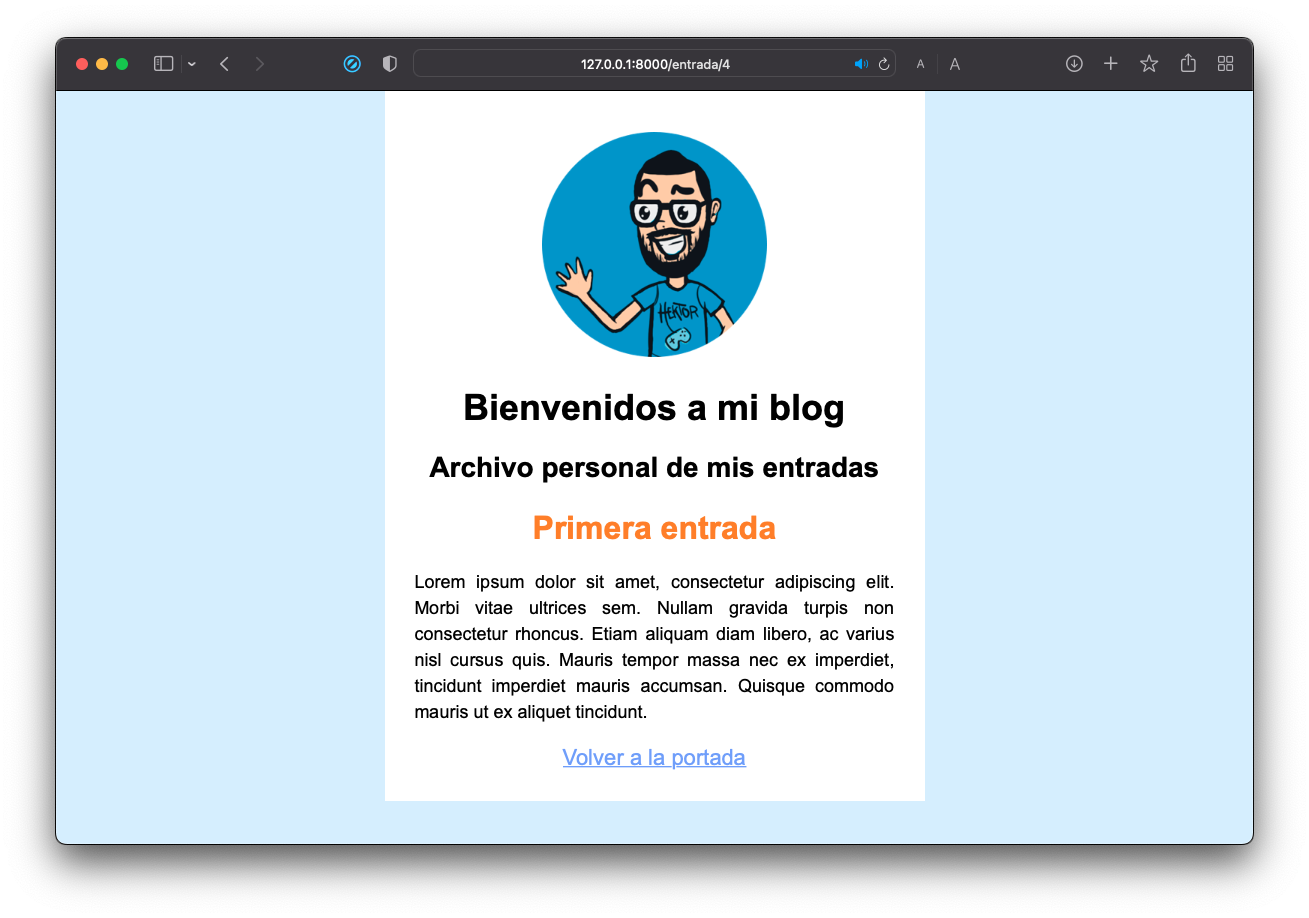 127.0.0.1:8000/entrada/4
A A
HEKTOR
Bienvenidos a mi blog
Archivo personal de mis entradas
Primera entrada
Lorem ipsum dolor sit amet, consectetur adipiscing elit.
Morbi vitae ultrices sem. Nullam gravida turpis non
consectetur rhoncus. Etiam aliquam diam libero, ac varius
nisl cursus quis. Mauris tempor massa nec ex imperdiet,
tincidunt imperdiet mauris accumsan. Quisque commodo
mauris ut ex aliquet tincidunt.
Volver a la portada